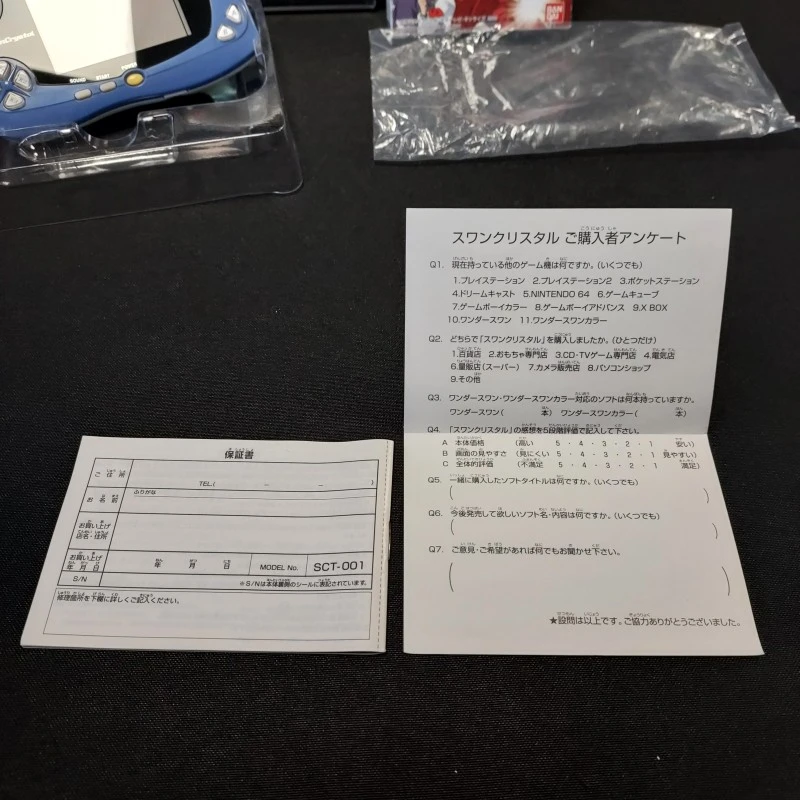 BAN
DAI
スワンクリスタル ご購入者アンケート
Q1. 現在持っている他のゲーム機は何ですか。(いくつでも)
1.プレイステーション 2.プレイステーション2 3.ポケットステーション
4.ドリームキャスト 5.NINTENDO 64 6.ゲームキューブ
7.ゲームボーイカラー 8.ゲームボーイアドバンス 9.X BOX
10.ワンダースワン 11.ワンダースワンカラー
Q2. どちらで「スワンクリスタル」を購入しましたか。(ひとつだけ)
1.百貨店 2.おもちゃ専門店 3.CD・TVゲーム専門店 4.電気店
6.量販店(スーパー) 7.カメラ販売店 8.パソコンショップ
9.その他
Q3. ワンダースワン・ワンダースワンカラー対応のソフトは何本持っていますか。
ワンダースワン( 本) ワンダースワンカラー( 本)
Q4. 「スワンクリスタル」の感想を5段階評価で記入して下さい。
A 本体価格 (高い 5・4・3・2・1 安い)
B 画面の見やすさ (見にくい 5・4・3・2・1 見やすい)
C 全体的評価 (不満足 5・4・3・2・1 満足)
Q5. 一緒に購入したソフトタイトルは何ですか。(いくつでも)
( )
Q6. 今後発売して欲しいソフト名・内容は何ですか。(いくつでも)
( )
Q7. ご意見・ご希望があれば何でもお聞かせ下さい。
( )
★設問は以上です。ご協力ありがとうございました。
保証書
ご住所
TEL( − − )
お名前
ふりがな
お買い上げ
店名・住所
お買い上げ
年月日
年 月 日
MODEL No. SCT-001
S/N
※S/Nは本体裏側のシールに表記されています。
修理箇所を下欄に詳しくご記入ください。